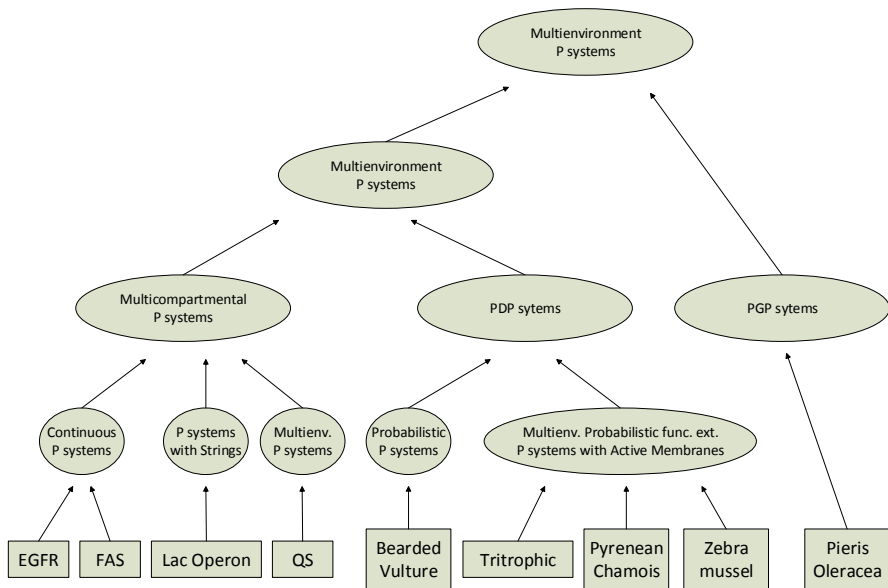 Multienvironment
P systems
Multienvironment
P systems
Multicompartmental
P systems
PDP sytems
PGP sytems
Continuous
P systems
P systems
with Strings
Multienv.
P systems
Probabilistic
P systems
Multienv. Probabilistic func. ext.
P systems with Active Membranes
EGFR
FAS
Lac Operon
QS
Bearded
Vulture
Tritrophic
Pyrenean
Chamois
Zebra
mussel
Pieris
Oleracea